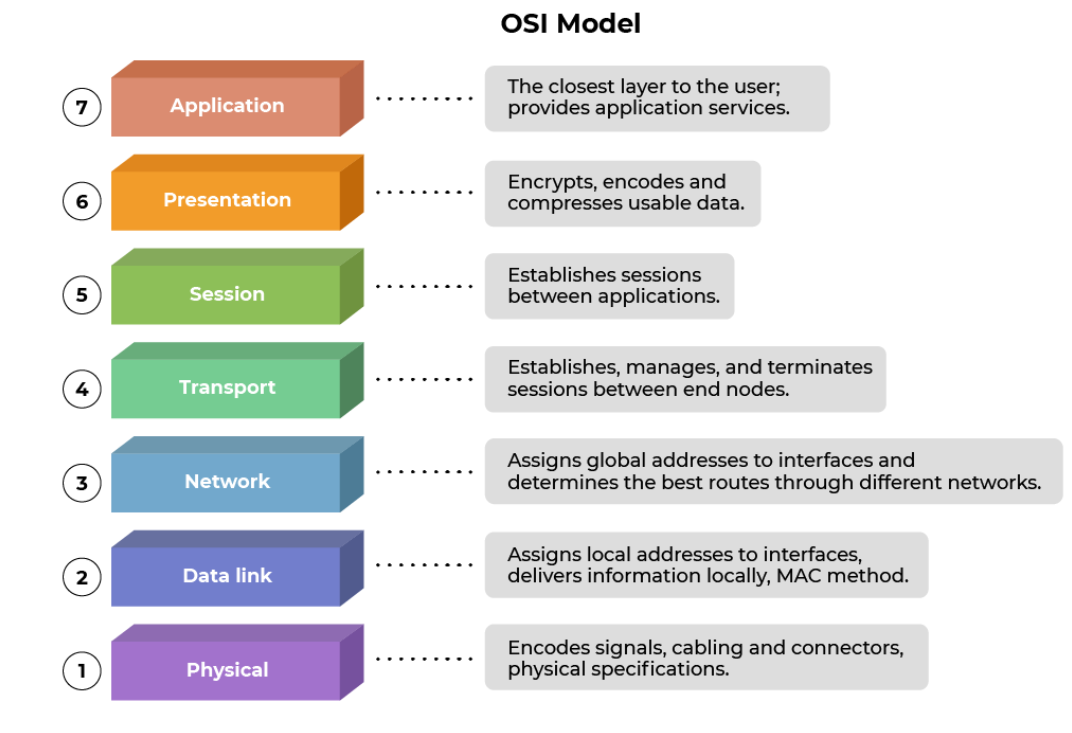 OSI Model
7
Application
The closest layer to the user;
provides application services.
6
Presentation
Encrypts, encodes and
compresses usable data.
5
Session
Establishes sessions
between applications.
4
Transport
Establishes, manages, and terminates
sessions between end nodes.
3
Network
Assigns global addresses to interfaces and
determines the best routes through different networks.
2
Data link
Assigns local addresses to interfaces,
delivers information locally, MAC method.
1
Physical
Encodes signals, cabling and connectors,
physical specifications.